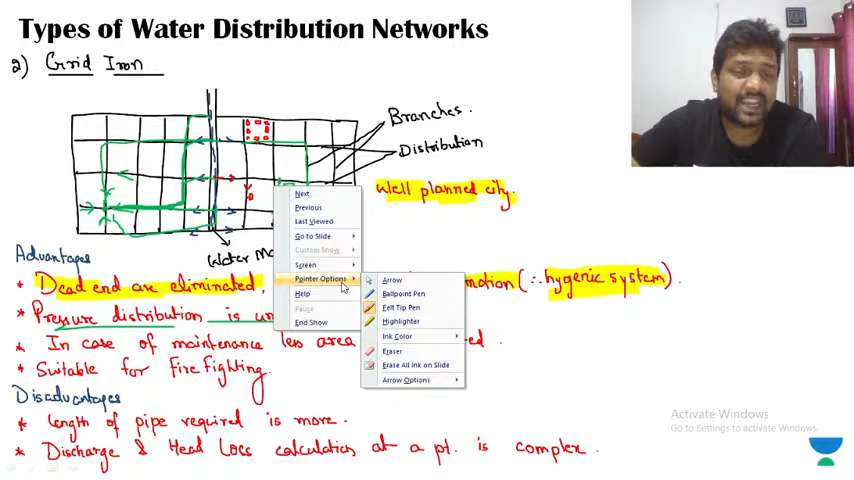 Types of Water Distribution Networks
2) Grid Iron
Branches.
Distribution
Well planned city.
Water Ma
Next
Previous
Last Viewed
Go to Slide
Custom Show
Screen
Pointer Options
Help
Pause
End Show
Arrow
Ballpoint Pen
Felt Tip Pen
Highlighter
Ink Color
Eraser
Erase All Ink on Slide
Arrow Options
Advantages
* Dead end are eliminated, motion (∴ hygenic system).
* Pressure distribution is un
* In case of maintenance less area d.
* Suitable for fire fighting.
Disadvantages
* length of pipe required is more.
* Discharge & Head Loss calculation at a pt. is complex.
Activate Windows
Go to Settings to activate Windows.